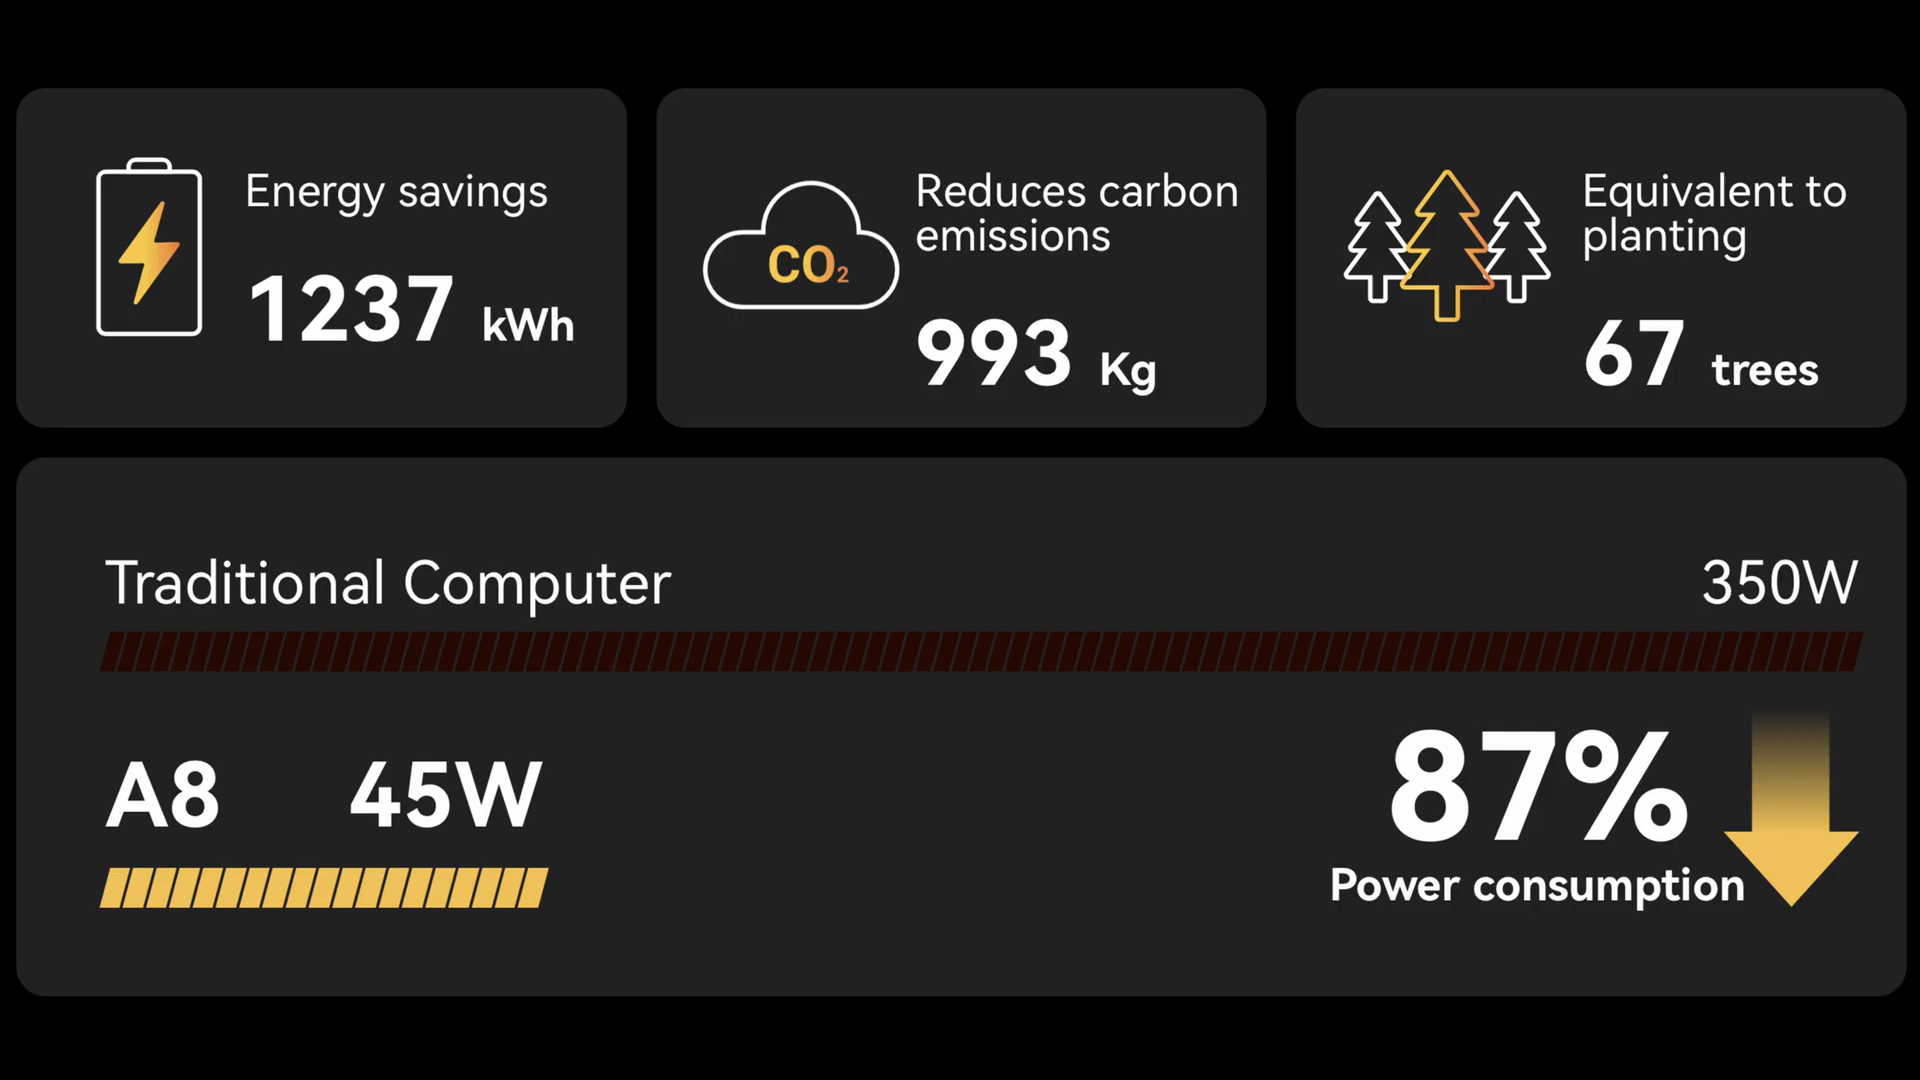 Energy savings
1237 kWh
CO₂
Reduces carbon
emissions
993 Kg
Equivalent to
planting
67 trees
Traditional Computer 350W
A8 45W
87%
Power consumption